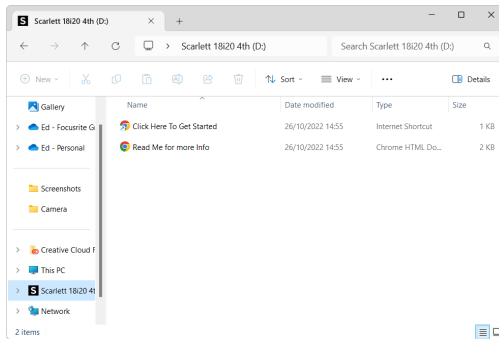 Scarlett 18i20 4th (D:)
Scarlett 18i20 4th (D:)
Search Scarlett 18i20 4th (D:)
New
Sort
View
Details
Name
Date modified
Type
Size
Gallery
Ed - Focusrite G
Ed - Personal
Screenshots
Camera
Creative Cloud F
This PC
Scarlett 18i20 4t
Network
Click Here To Get Started 26/10/2022 14:55 Internet Shortcut 1 KB
Read Me for more Info 26/10/2022 14:55 Chrome HTML Do... 2 KB
2 items